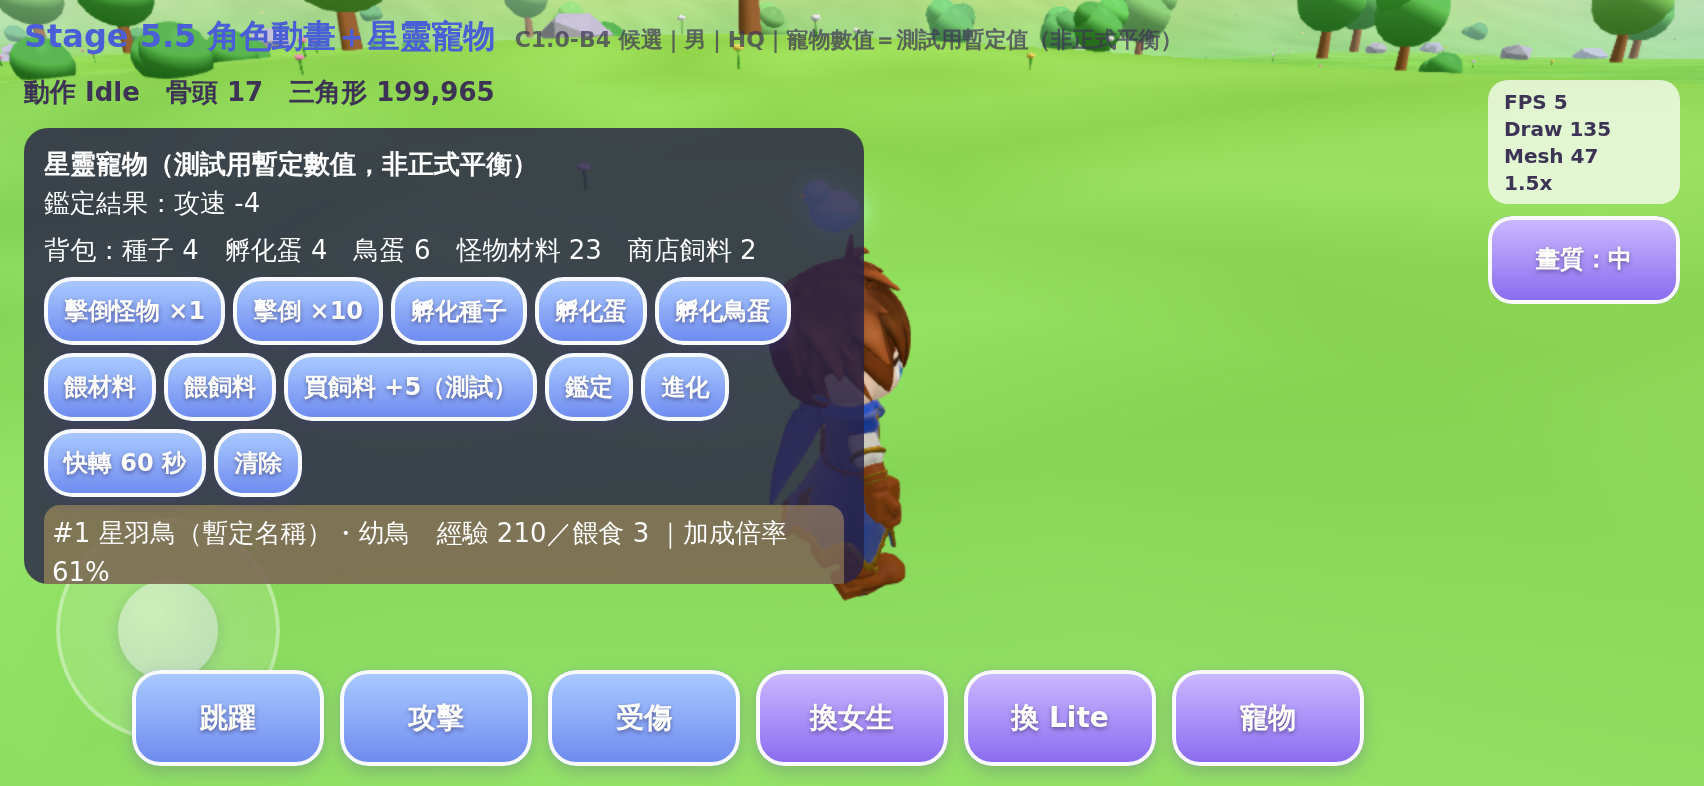 Stage 5.5 角色動畫＋星靈寵物 C1.0-B4 候選｜男｜HQ｜寵物數值＝測試用暫定值（非正式平衡）
動作 Idle 骨頭 17 三角形 199,965
FPS 5
Draw 135
Mesh 47
1.5x
畫質：中
星靈寵物（測試用暫定數值，非正式平衡）
鑑定結果：攻速 -4
背包：種子 4 孵化蛋 4 鳥蛋 6 怪物材料 23 商店飼料 2
擊倒怪物 ×1 擊倒 ×10 孵化種子 孵化蛋 孵化鳥蛋
餵材料 餵飼料 買飼料 +5（測試） 鑑定 進化
快轉 60 秒 清除
#1 星羽鳥（暫定名稱）・幼鳥 經驗 210／餵食 3 ｜加成倍率
61%
跳躍 攻擊 受傷 換女生 換 Lite 寵物